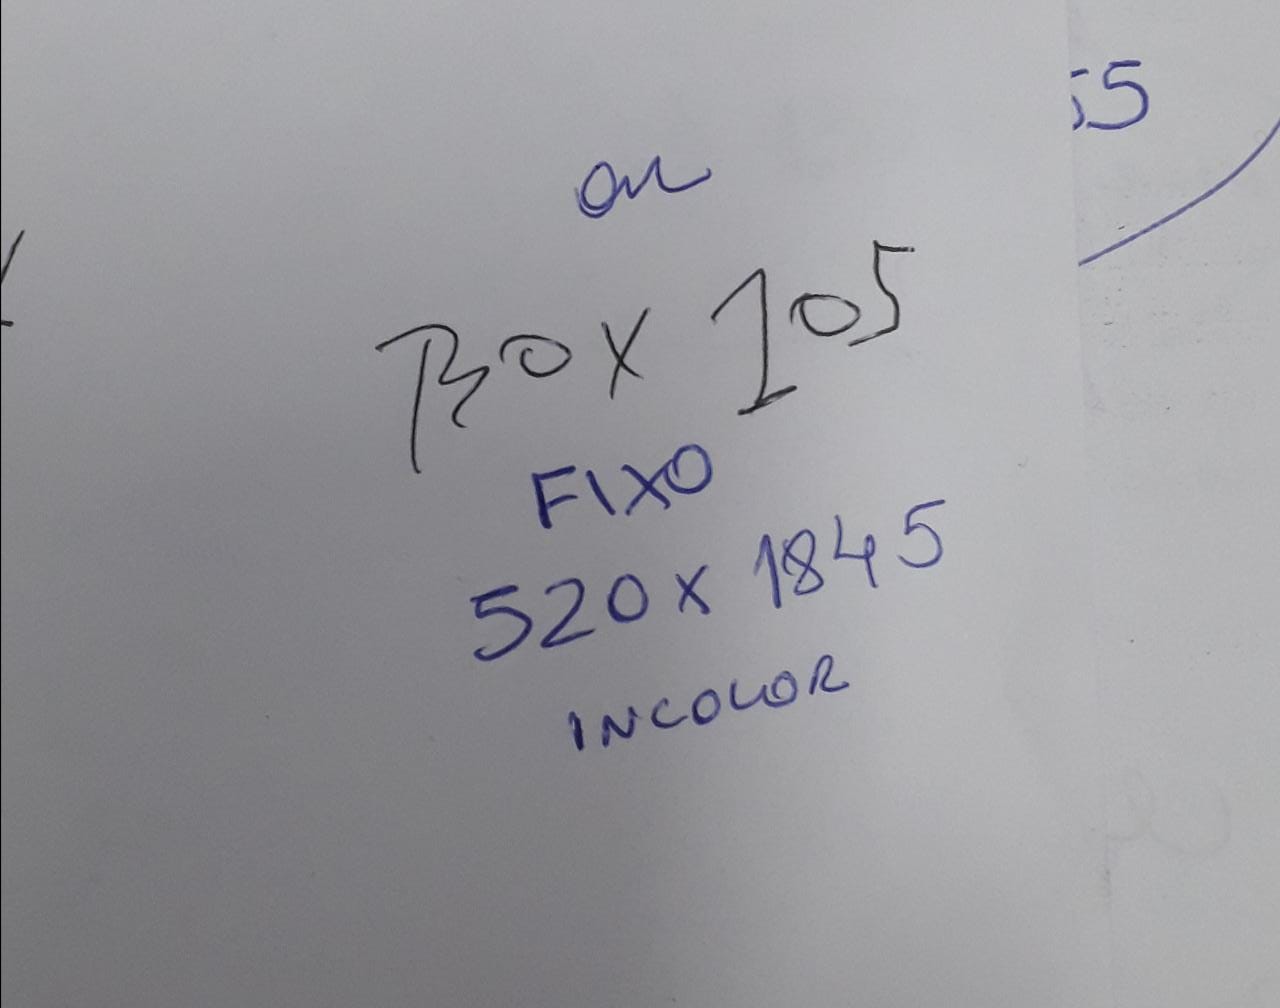 ou
BOX 105
FIXO
520 x 1845
INCOLOR
55